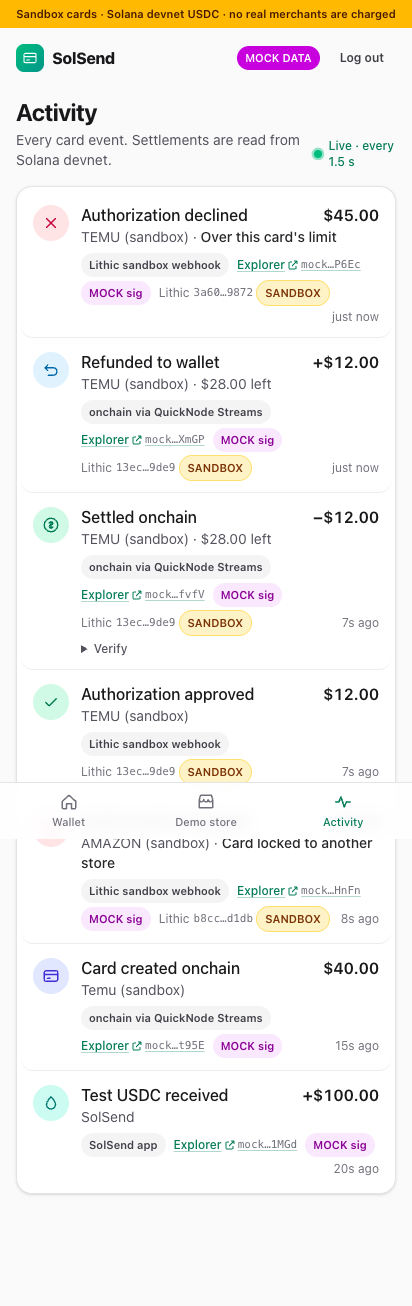 Sandbox cards · Solana devnet USDC · no real merchants are charged
SolSend
MOCK DATA
Log out
Activity
Every card event. Settlements are read from
Solana devnet.
Live · every
1.5 s
Authorization declined
$45.00
TEMU (sandbox) · Over this card's limit
Lithic sandbox webhook Explorer mock…P6Ec
MOCK sig Lithic 3a60…9872 SANDBOX
just now
Refunded to wallet
+$12.00
TEMU (sandbox) · $28.00 left
onchain via QuickNode Streams
Explorer mock…XmGP MOCK sig
Lithic 13ec…9de9 SANDBOX just now
Settled onchain
−$12.00
TEMU (sandbox) · $28.00 left
onchain via QuickNode Streams
Explorer mock…fvfV MOCK sig
Lithic 13ec…9de9 SANDBOX 7s ago
Verify
Authorization approved
$12.00
TEMU (sandbox)
Lithic sandbox webhook
Lithic 13ec…9de9 SANDBOX 7s ago
Wallet
Demo store
Activity
AMAZON (sandbox) · Card locked to another
store
Lithic sandbox webhook Explorer mock…HnFn
MOCK sig Lithic b8cc…d1db SANDBOX 8s ago
Card created onchain
$40.00
Temu (sandbox)
onchain via QuickNode Streams
Explorer mock…t95E MOCK sig 15s ago
Test USDC received
+$100.00
SolSend
SolSend app Explorer mock…1MGd MOCK sig
20s ago